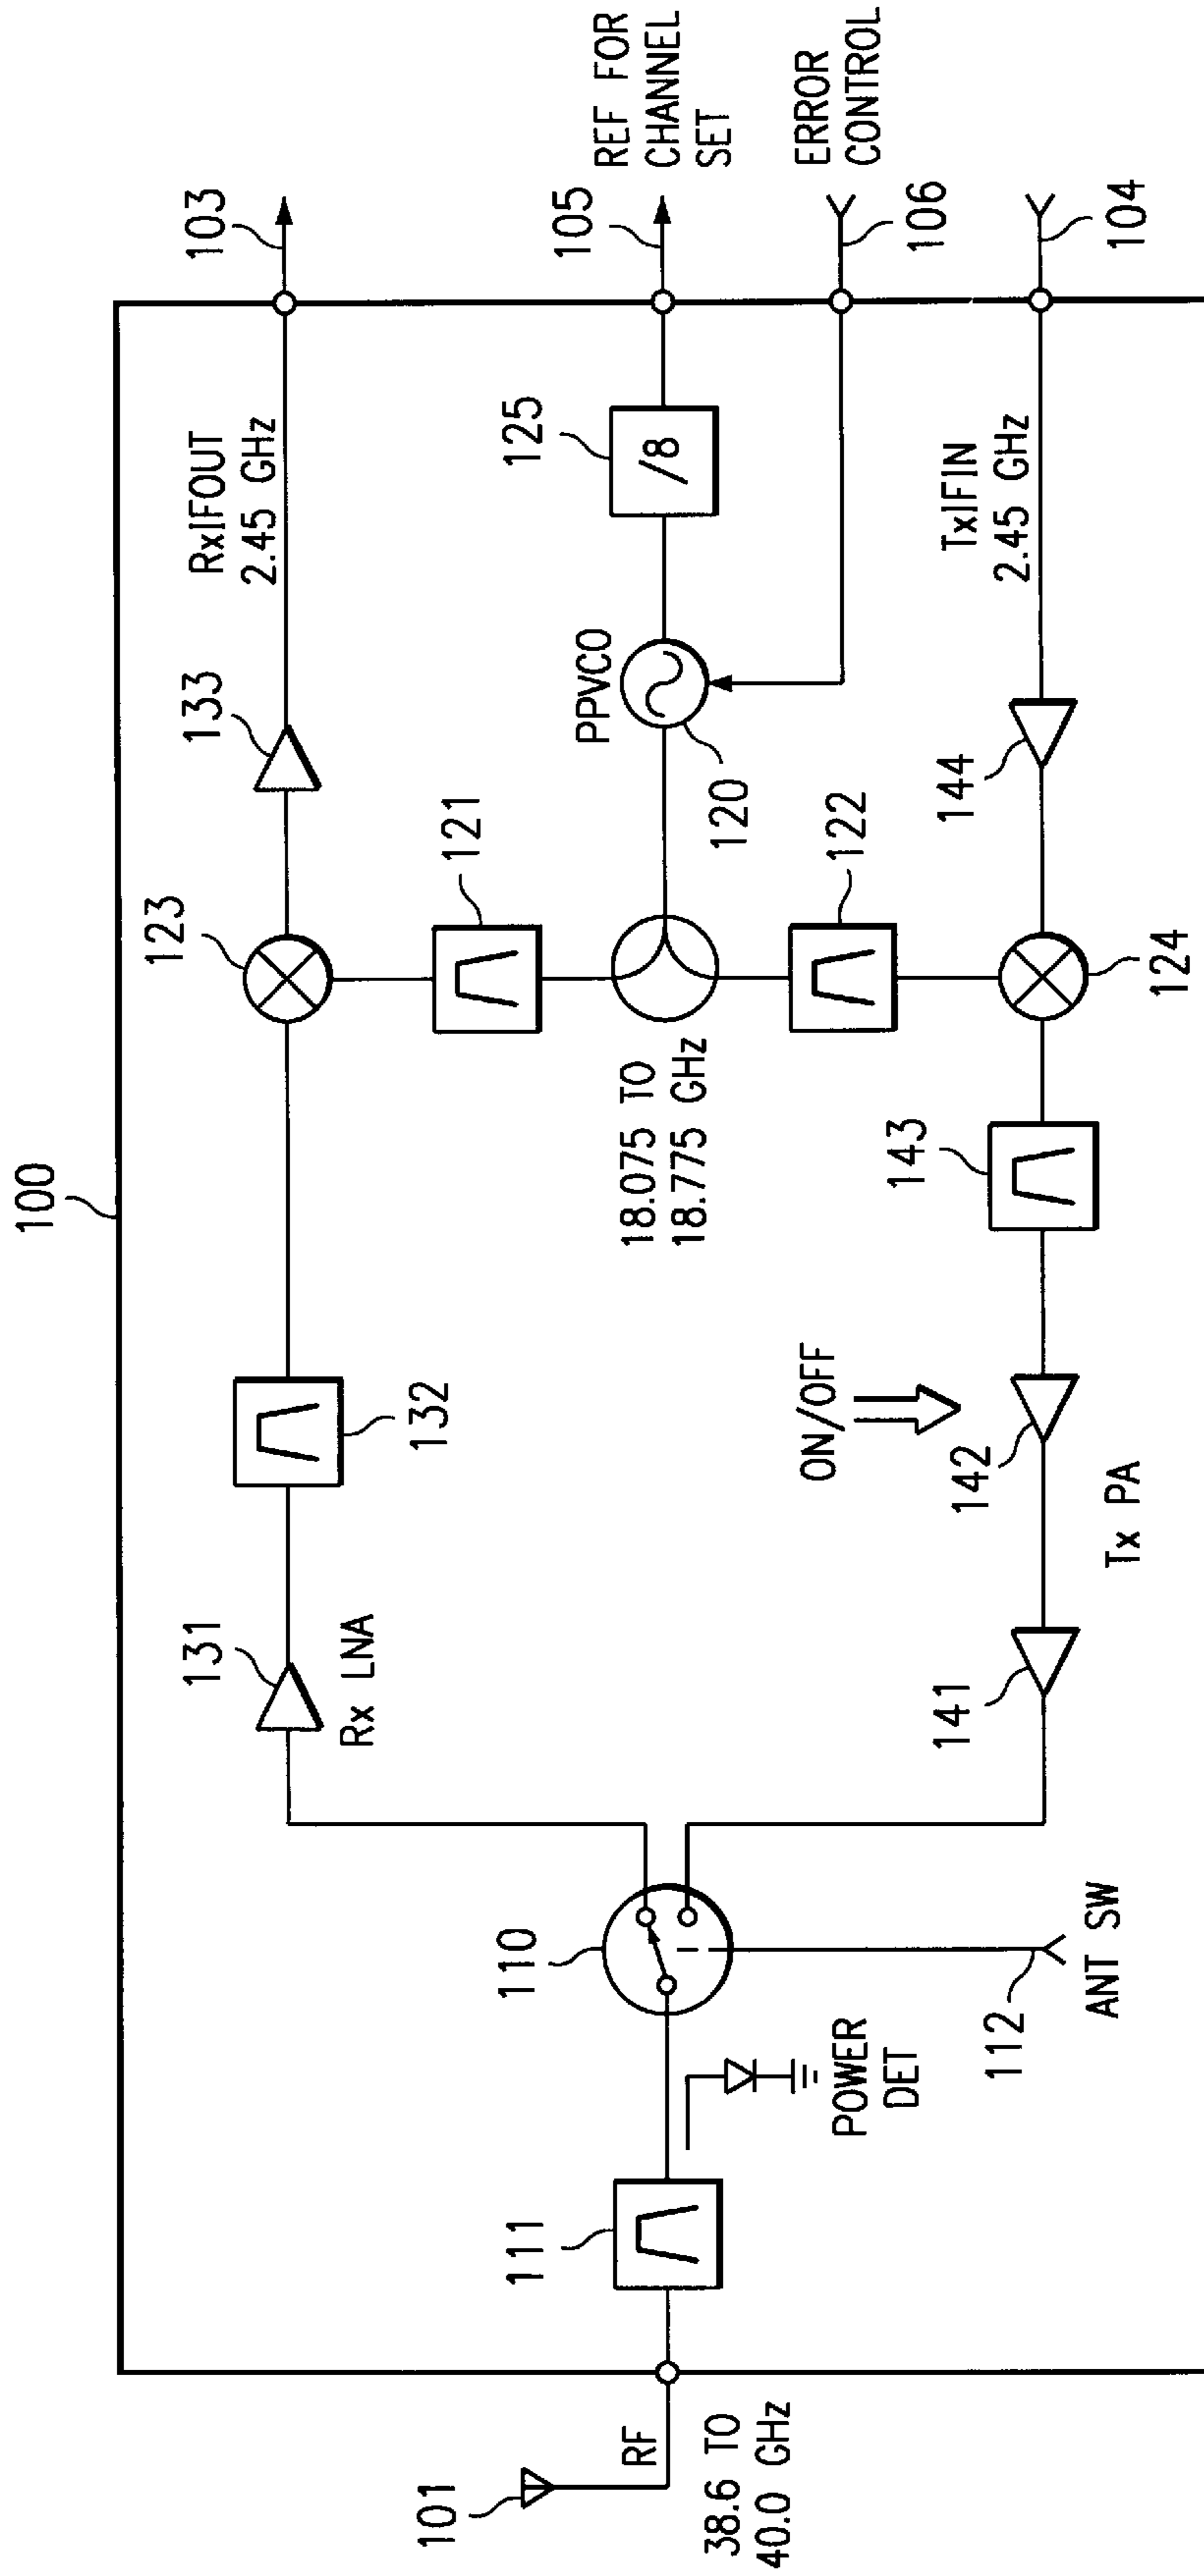 100
101
RF
38.6 TO
40.0 GHz
111
POWER
DET
110
112
ANT SW
131
Rx LNA
132
123
133
RxIFOUT
2.45 GHz
103
121
18.075 TO
18.775 GHz
PPVCO
120
125
/8
105
REF FOR
CHANNEL
SET
122
106
ERROR
CONTROL
141
Tx PA
142
ON/OFF
143
124
144
TxIFIN
2.45 GHz
104